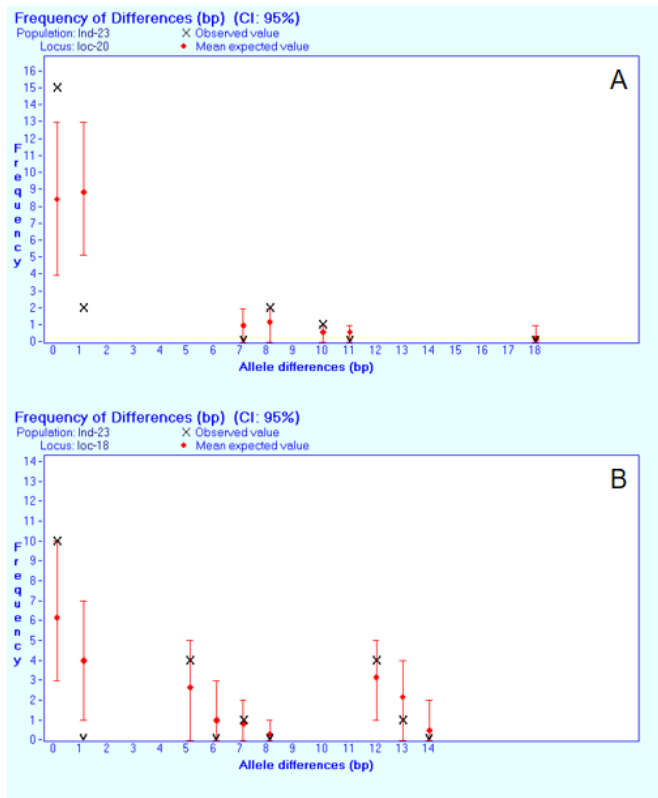 Frequency of Differences (bp) (CI: 95%)
Population: Ind-23 X Observed value
Locus: loc-20 Mean expected value
A
Frequency
16
15
14
13
12
11
10
9
8
7
6
5
4
3
2
1
0
0 1 2 3 4 5 6 7 8 9 10 11 12 13 14 15 16 17 18
Allele differences (bp)
Frequency of Differences (bp) (CI: 95%)
Population: Ind-23 X Observed value
Locus: loc-18 Mean expected value
B
Frequency
14
13
12
11
10
9
8
7
6
5
4
3
2
1
0
0 1 2 3 4 5 6 7 8 9 10 11 12 13 14
Allele differences (bp)